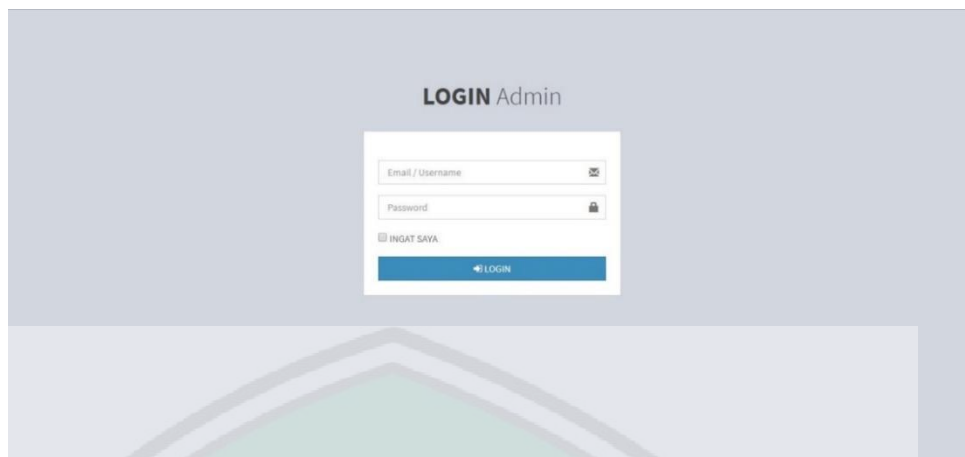 LOGIN Admin
Email / Username
Password
INGAT SAYA
LOGIN